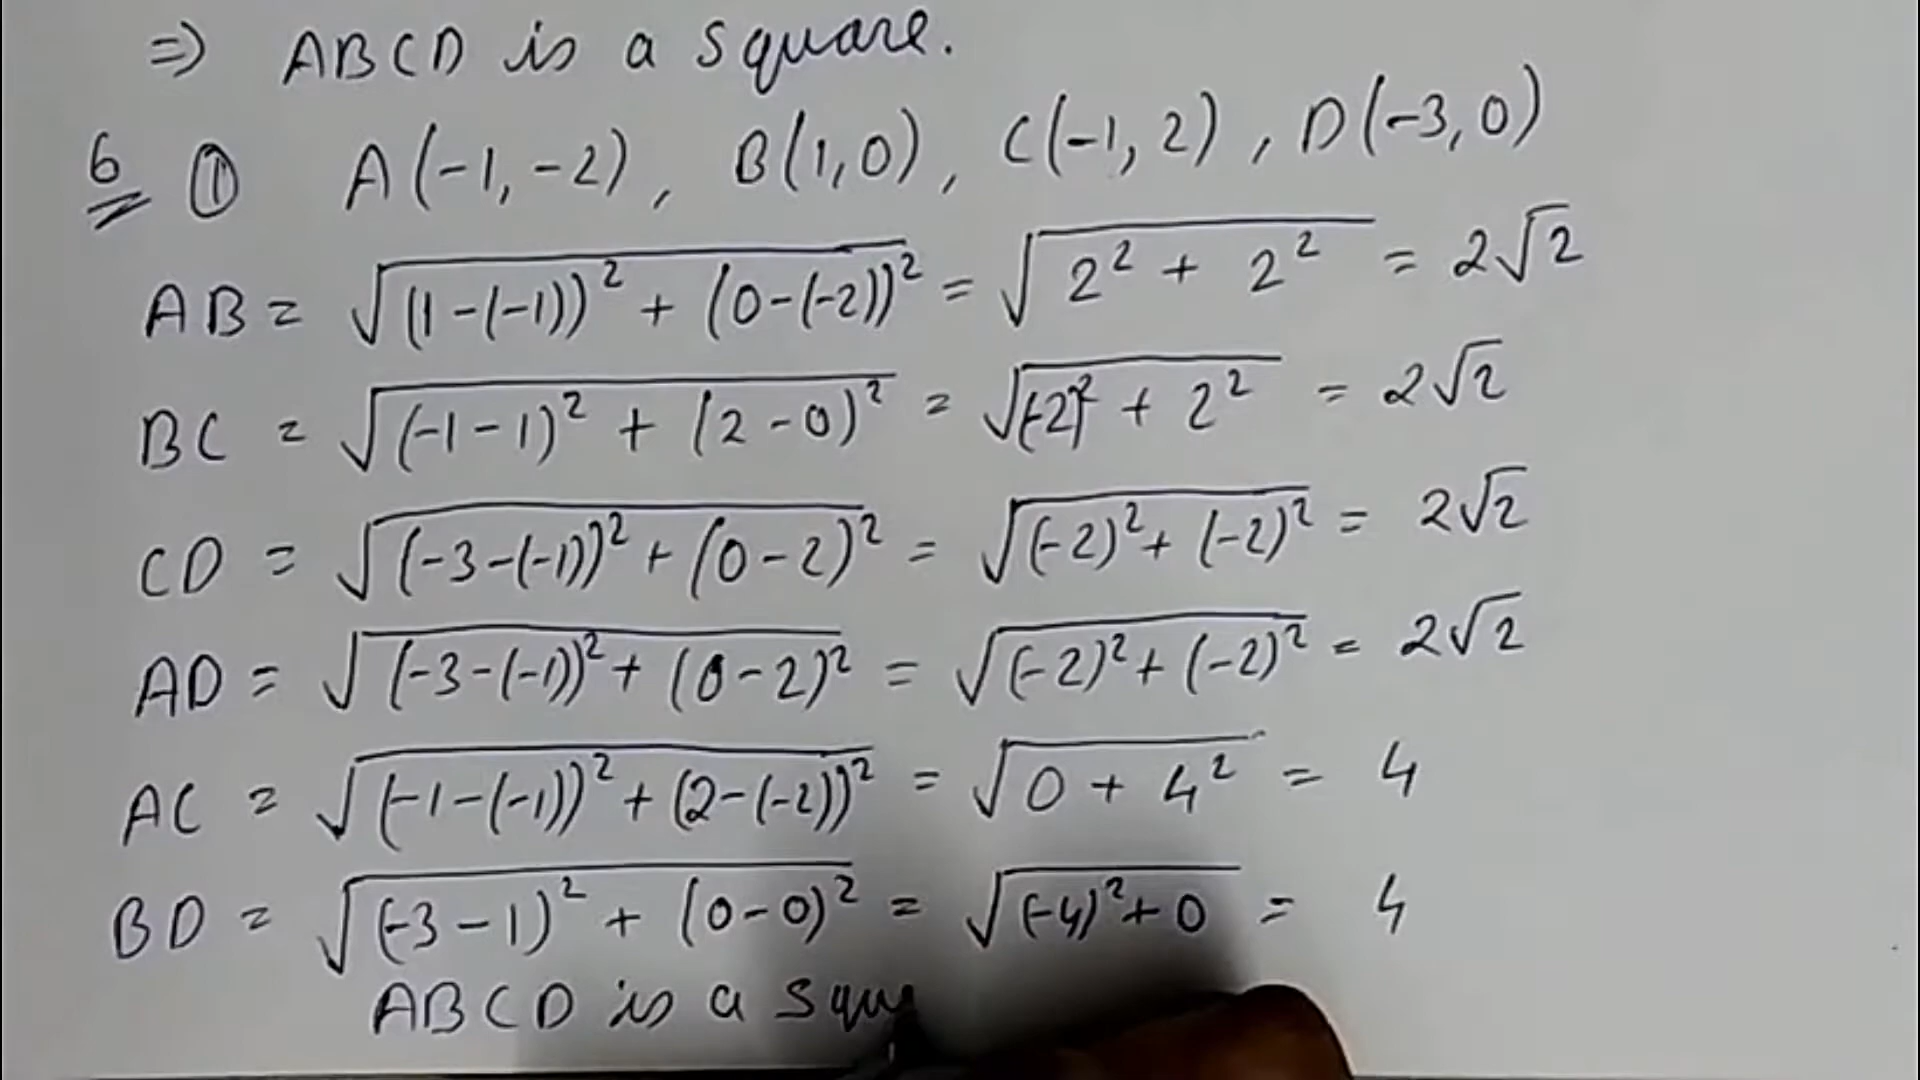 ⇒ ABCD is a square.
6 ① A(-1, -2), B(1,0), C(-1, 2), D(-3, 0)
AB = √((1-(-1))² + (0-(-2))²) = √(2² + 2²) = 2√2
BC = √((-1-1)² + (2-0)²) = √((-2)² + 2²) = 2√2
CD = √((-3-(-1))² + (0-2)²) = √((-2)² + (-2)²) = 2√2
AD = √((-3-(-1))² + (0-2)²) = √((-2)² + (-2)²) = 2√2
AC = √((-1-(-1))² + (2-(-2))²) = √(0 + 4²) = 4
BD = √((-3-1)² + (0-0)²) = √((-4)² + 0) = 4
ABCD is a squ